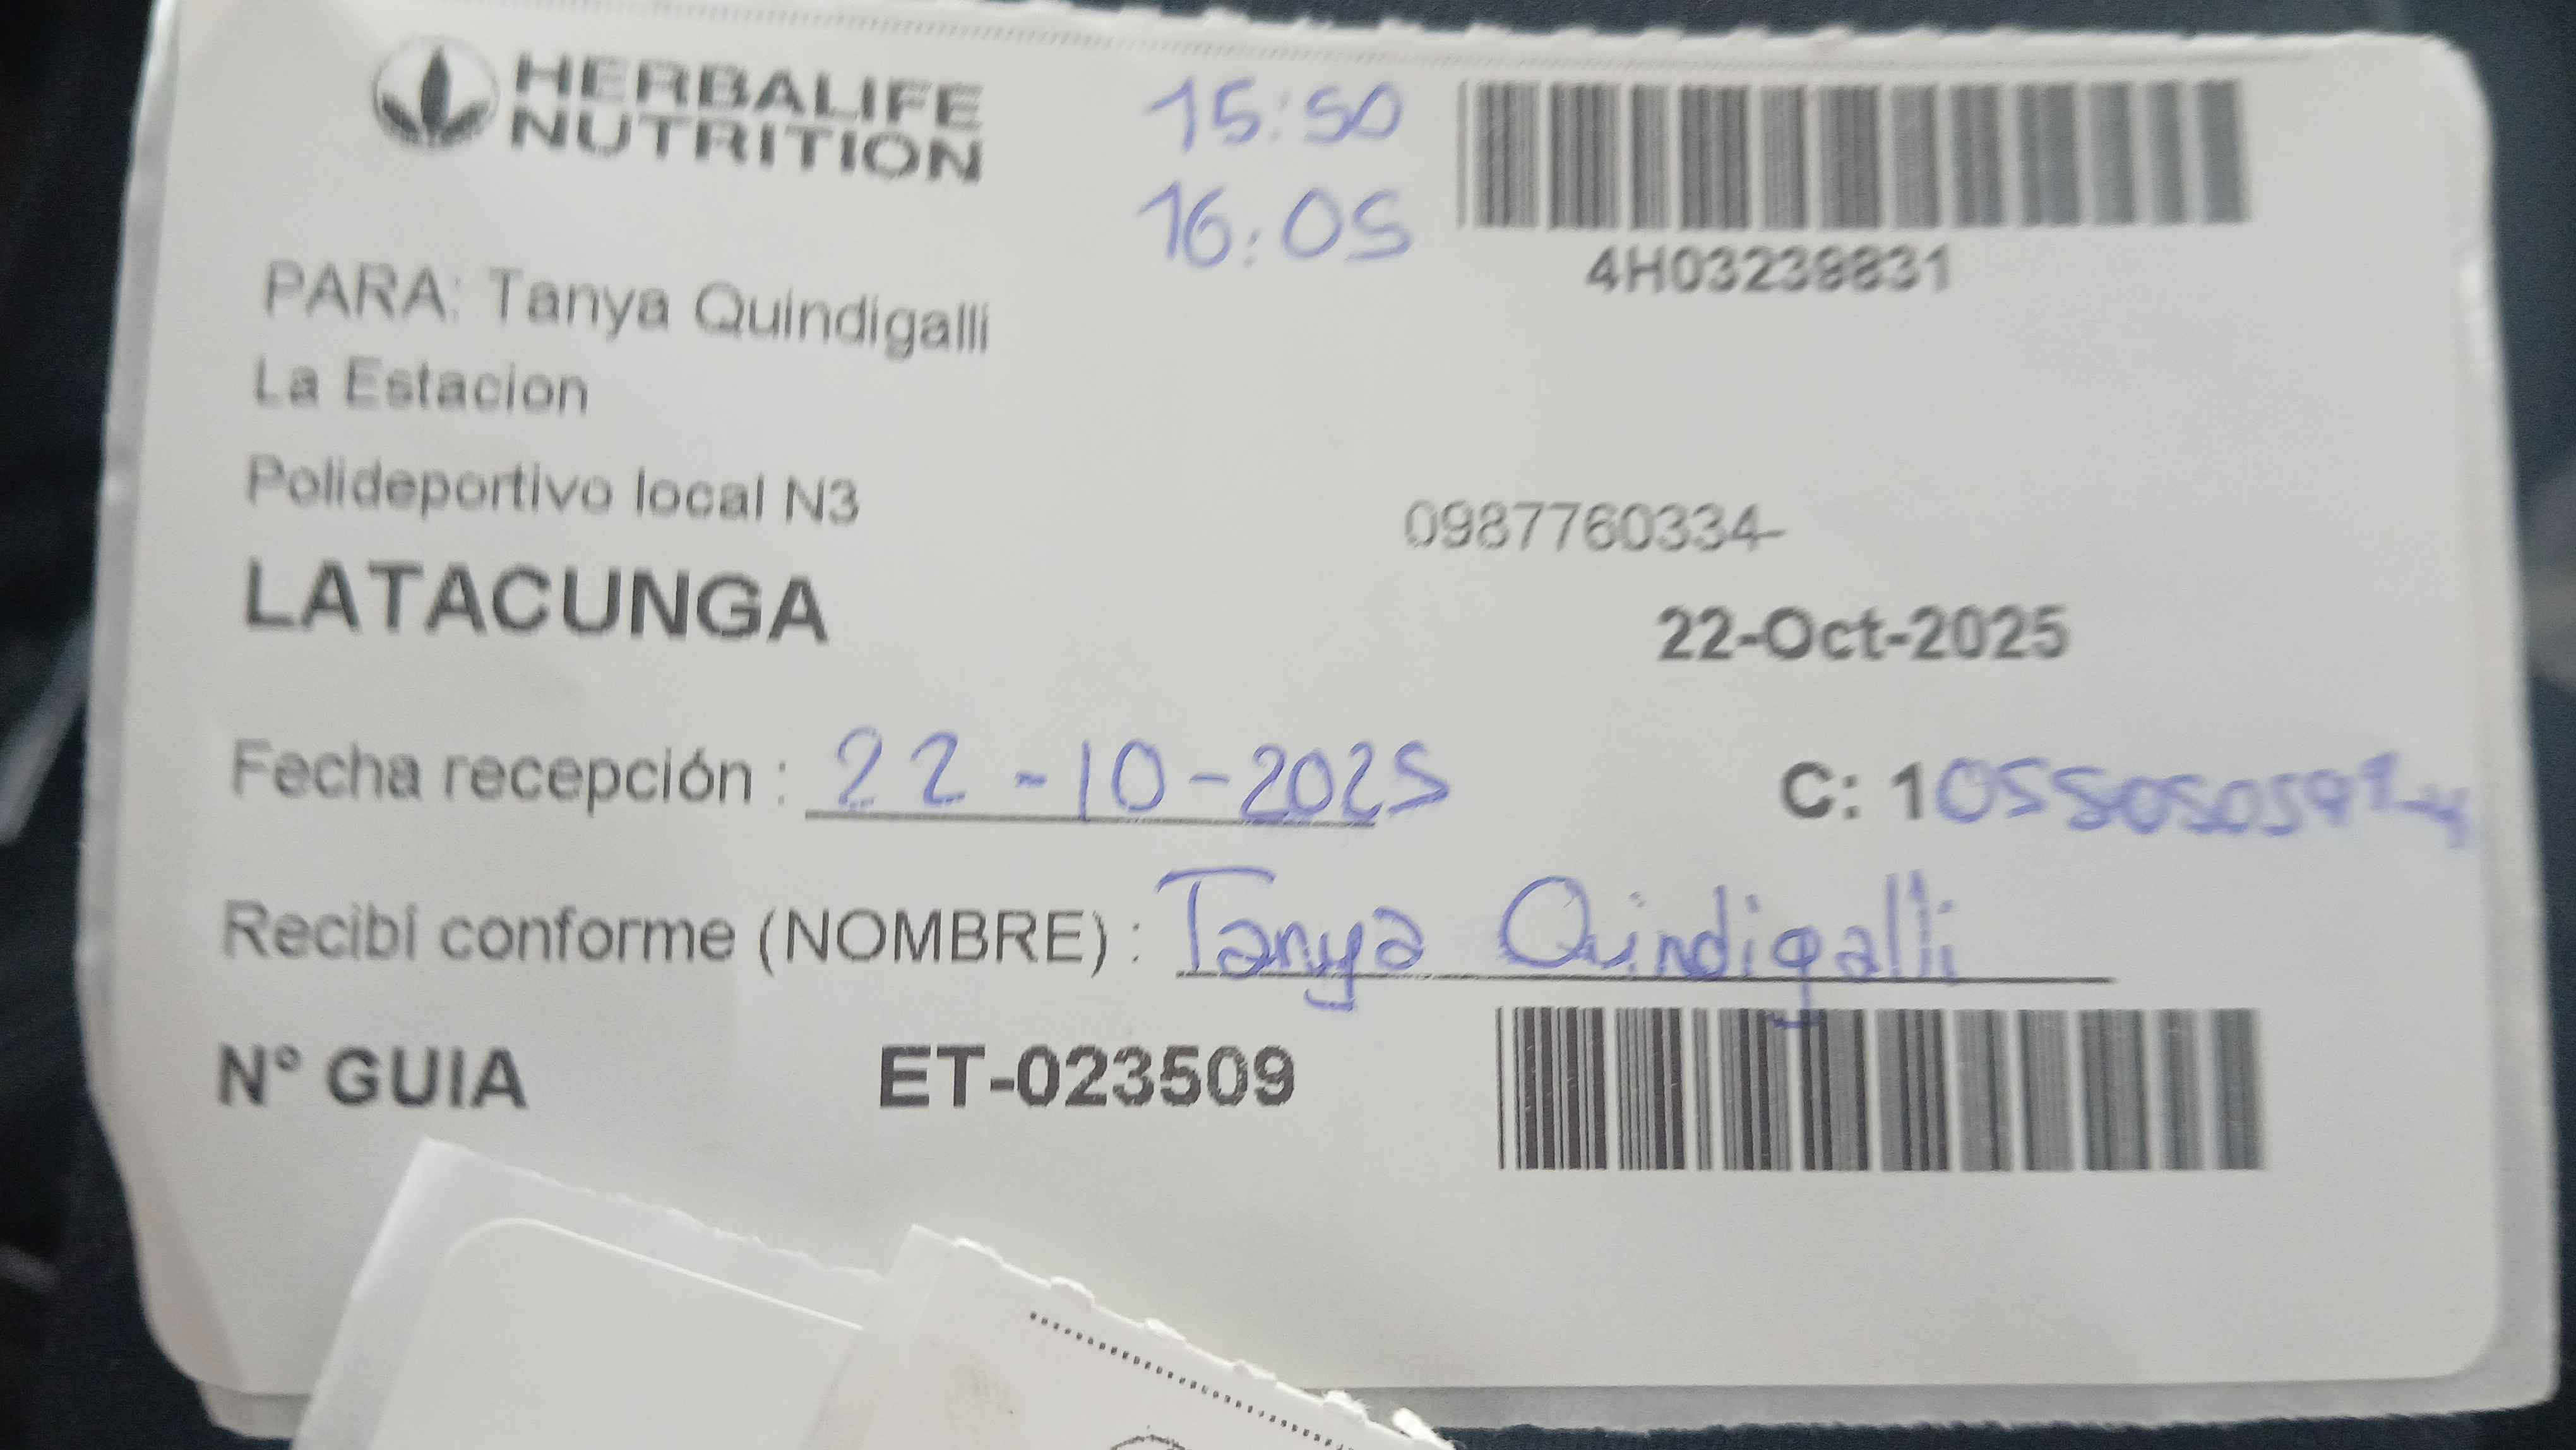 HERBALIFE
NUTRITION
15:50
16:05
4H03239831
PARA: Tanya Quindigalli
La Estacion
Polideportivo local N3
0987760334-
LATACUNGA
22-Oct-2025
Fecha recepción : 22-10-2025
C: 1
Recibí conforme (NOMBRE) : Tanya Quindigalli
N° GUIA ET-023509